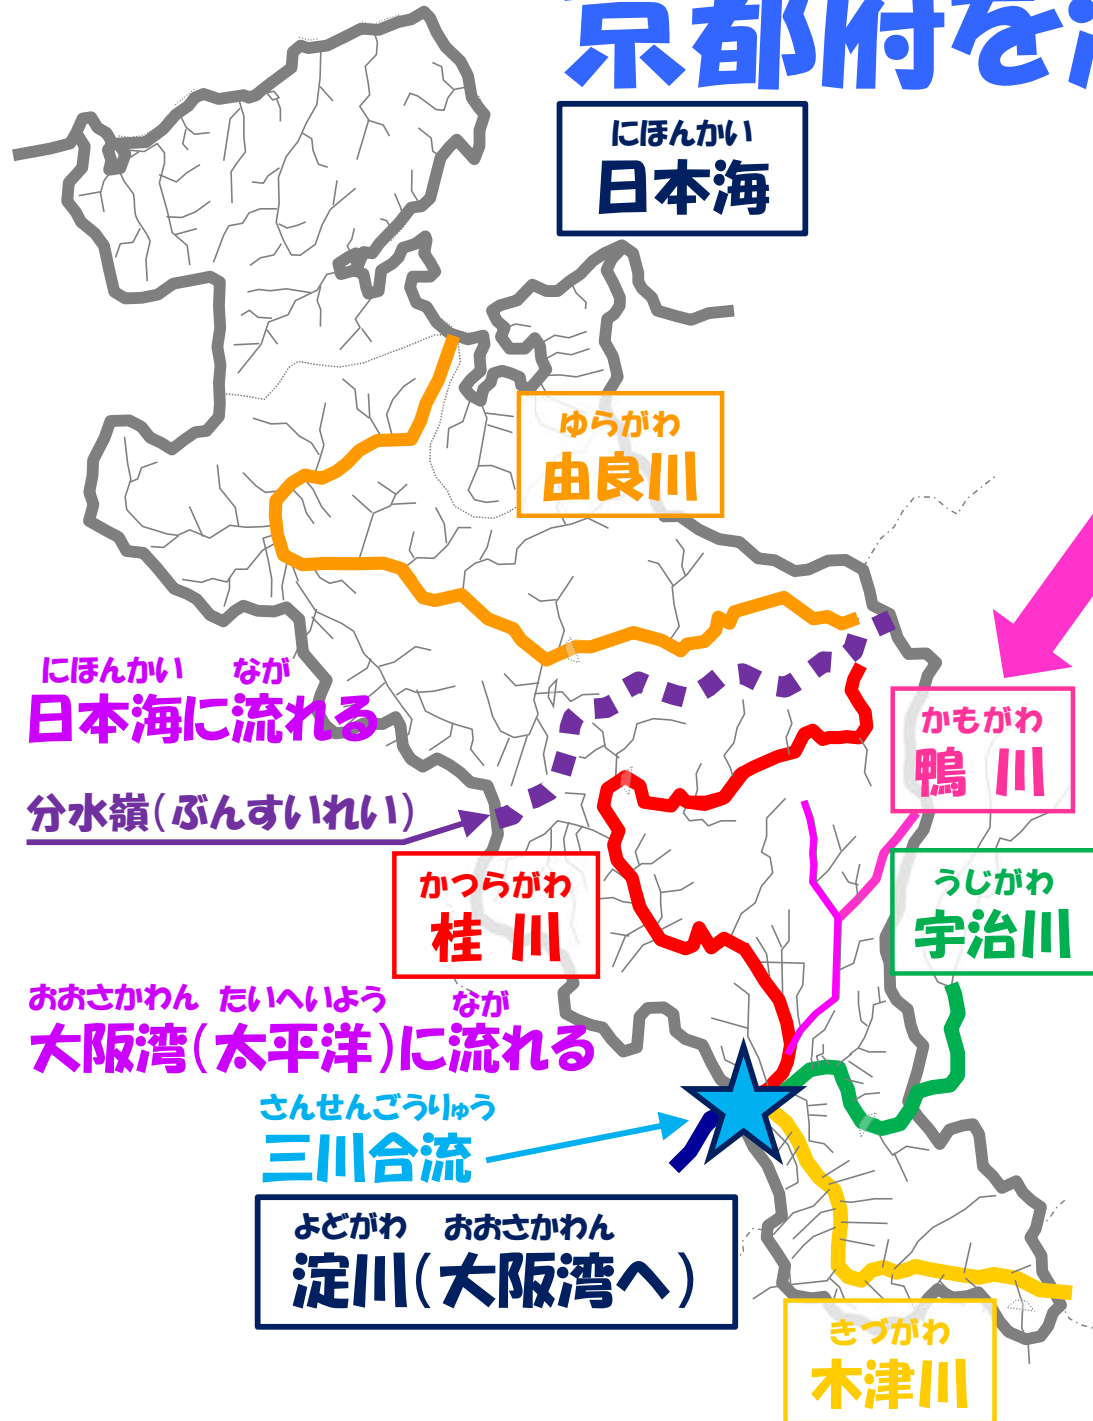 京都府を
にほんかい
日本海
ゆらがわ
由良川
にほんかい なが
日本海に流れる
かもがわ
鴨 川
分水嶺(ぶんすいれい)
かつらがわ
桂 川
うじがわ
宇治川
おおさかわん たいへいよう なが
大阪湾(太平洋)に流れる
さんせんごうりゅう
三川合流
よどがわ おおさかわん
淀川(大阪湾へ)
きづがわ
木津川